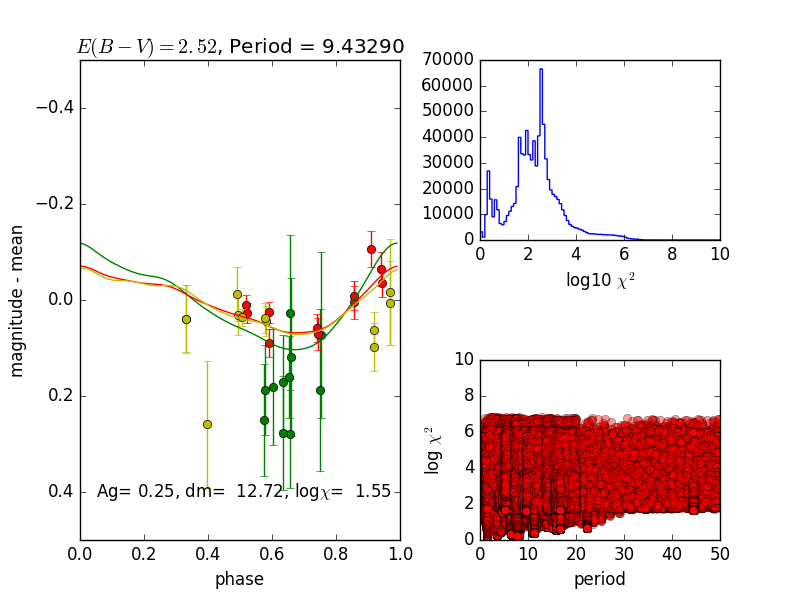 E(B−V)=2.52, Period = 9.43290
magnitude - mean
−0.4
−0.2
0.0
0.2
0.4
Ag= 0.25, dm= 12.72, logχ= 1.55
0.0 0.2 0.4 0.6 0.8 1.0
phase
70000
60000
50000
40000
30000
20000
10000
0
0 2 4 6 8 10
log10 χ²
log χ²
10
8
6
4
2
0
0 10 20 30 40 50
period